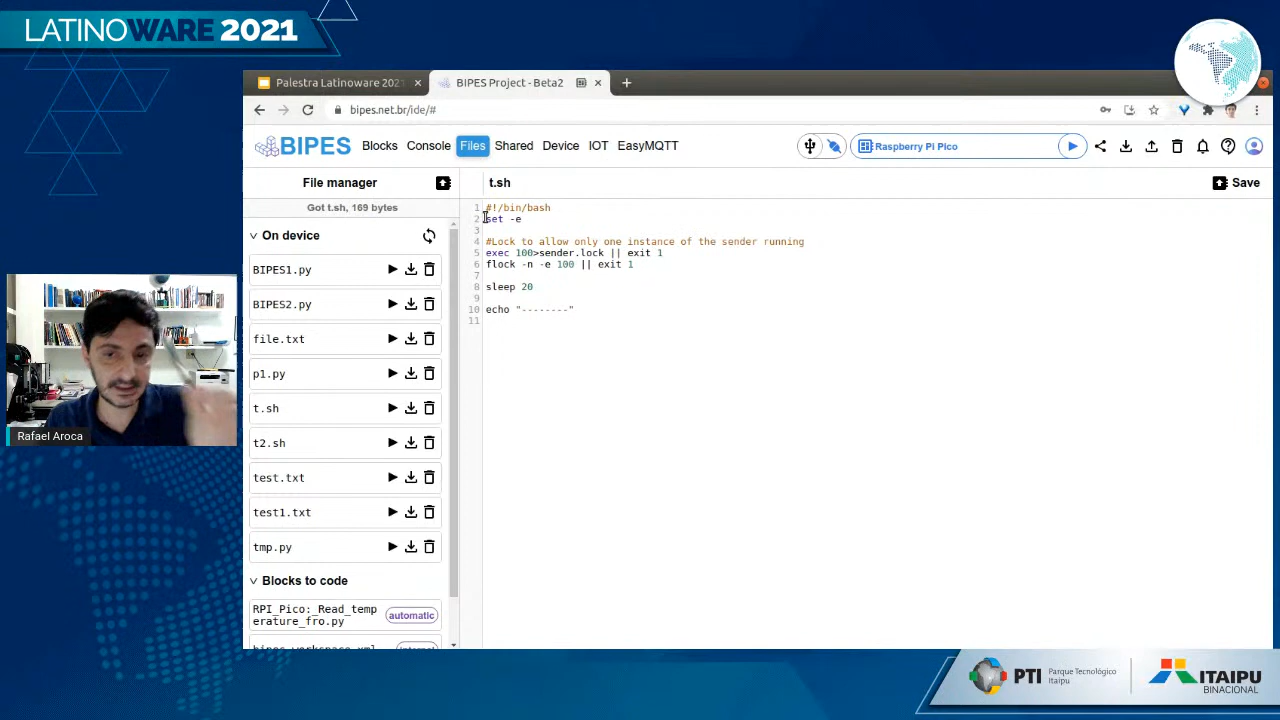 LATINOWARE 2021
Palestra Latinoware 2021
BIPES Project - Beta2
bipes.net.br/ide/#
BIPES
Blocks
Console
Files
Shared
Device
IOT
EasyMQTT
Raspberry Pi Pico
File manager
t.sh
Save
Got t.sh, 169 bytes
On device
BIPES1.py
BIPES2.py
file.txt
p1.py
t.sh
t2.sh
test.txt
test1.txt
tmp.py
Blocks to code
RPI_Pico:_Read_temp
erature_fro.py
automatic
1 #!/bin/bash
2 set -e
3
4 #Lock to allow only one instance of the sender running
5 exec 100>sender.lock || exit 1
6 flock -n -e 100 || exit 1
7
8 sleep 20
9
10 echo "--------"
11
Rafael Aroca
PTI
Parque Tecnológico
Itaipu
ITAIPU
BINACIONAL